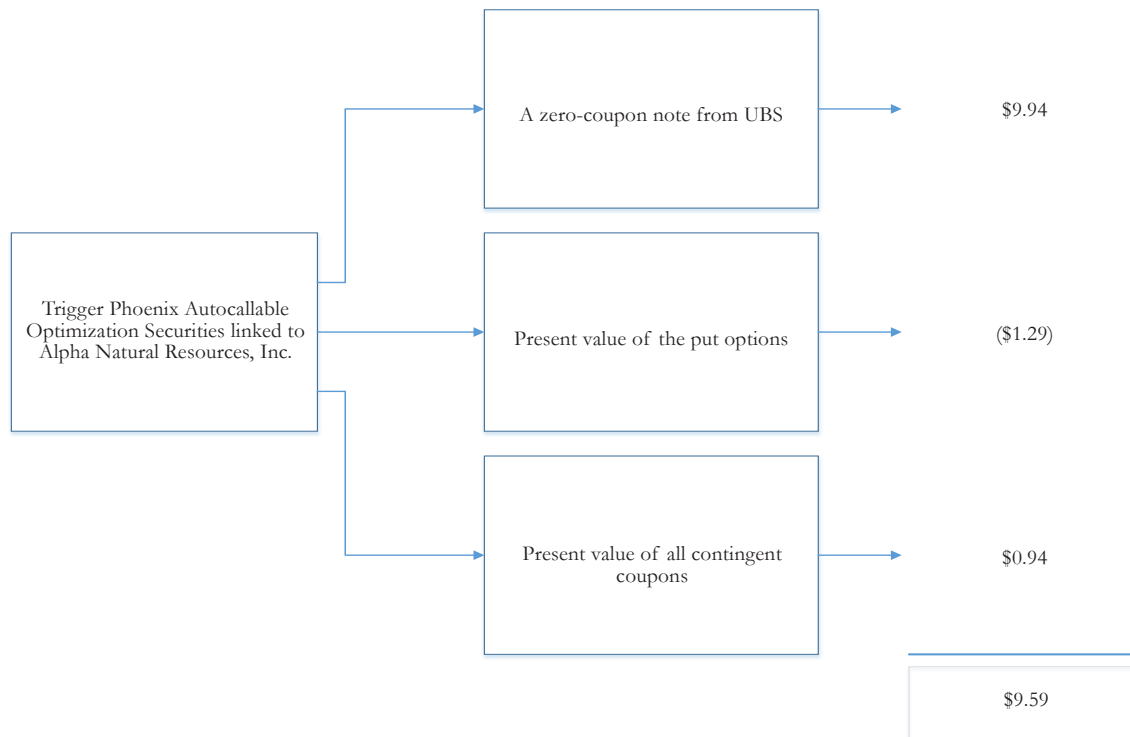 A zero-coupon note from UBS
$9.94
Trigger Phoenix Autocallable
Optimization Securities linked to
Alpha Natural Resources, Inc.
Present value of the put options
($1.29)
Present value of all contingent
coupons
$0.94
$9.59